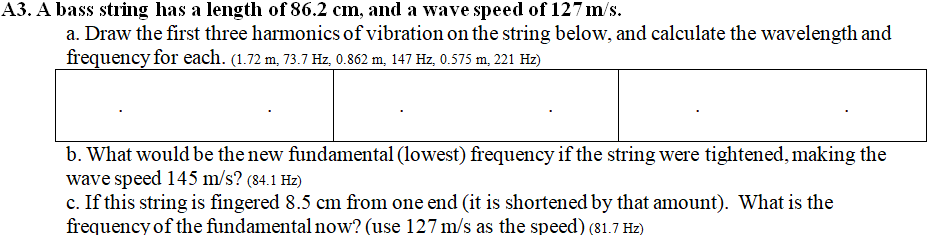 A3. A bass string has a length of 86.2 cm, and a wave speed of 127 m/s.
a. Draw the first three harmonics of vibration on the string below, and calculate the wavelength and
frequency for each. (1.72 m, 73.7 Hz, 0.862 m, 147 Hz, 0.575 m, 221 Hz)
b. What would be the new fundamental (lowest) frequency if the string were tightened, making the
wave speed 145 m/s? (84.1 Hz)
c. If this string is fingered 8.5 cm from one end (it is shortened by that amount). What is the
frequency of the fundamental now? (use 127 m/s as the speed) (81.7 Hz)